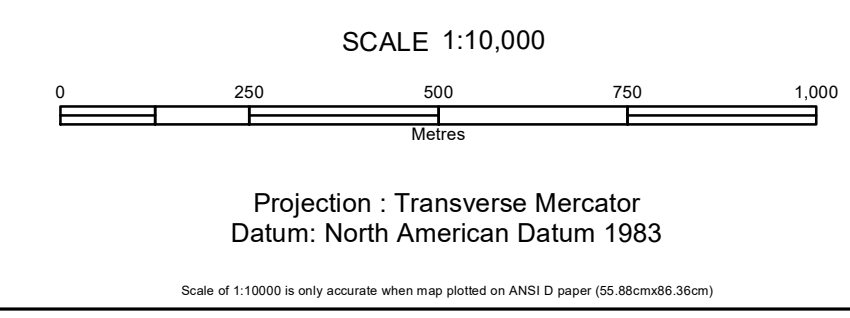 SCALE 1:10,000
0 250 500 750 1,000
Metres
Projection : Transverse Mercator
Datum: North American Datum 1983
Scale of 1:10000 is only accurate when map plotted on ANSI D paper (55.88cmx86.36cm)